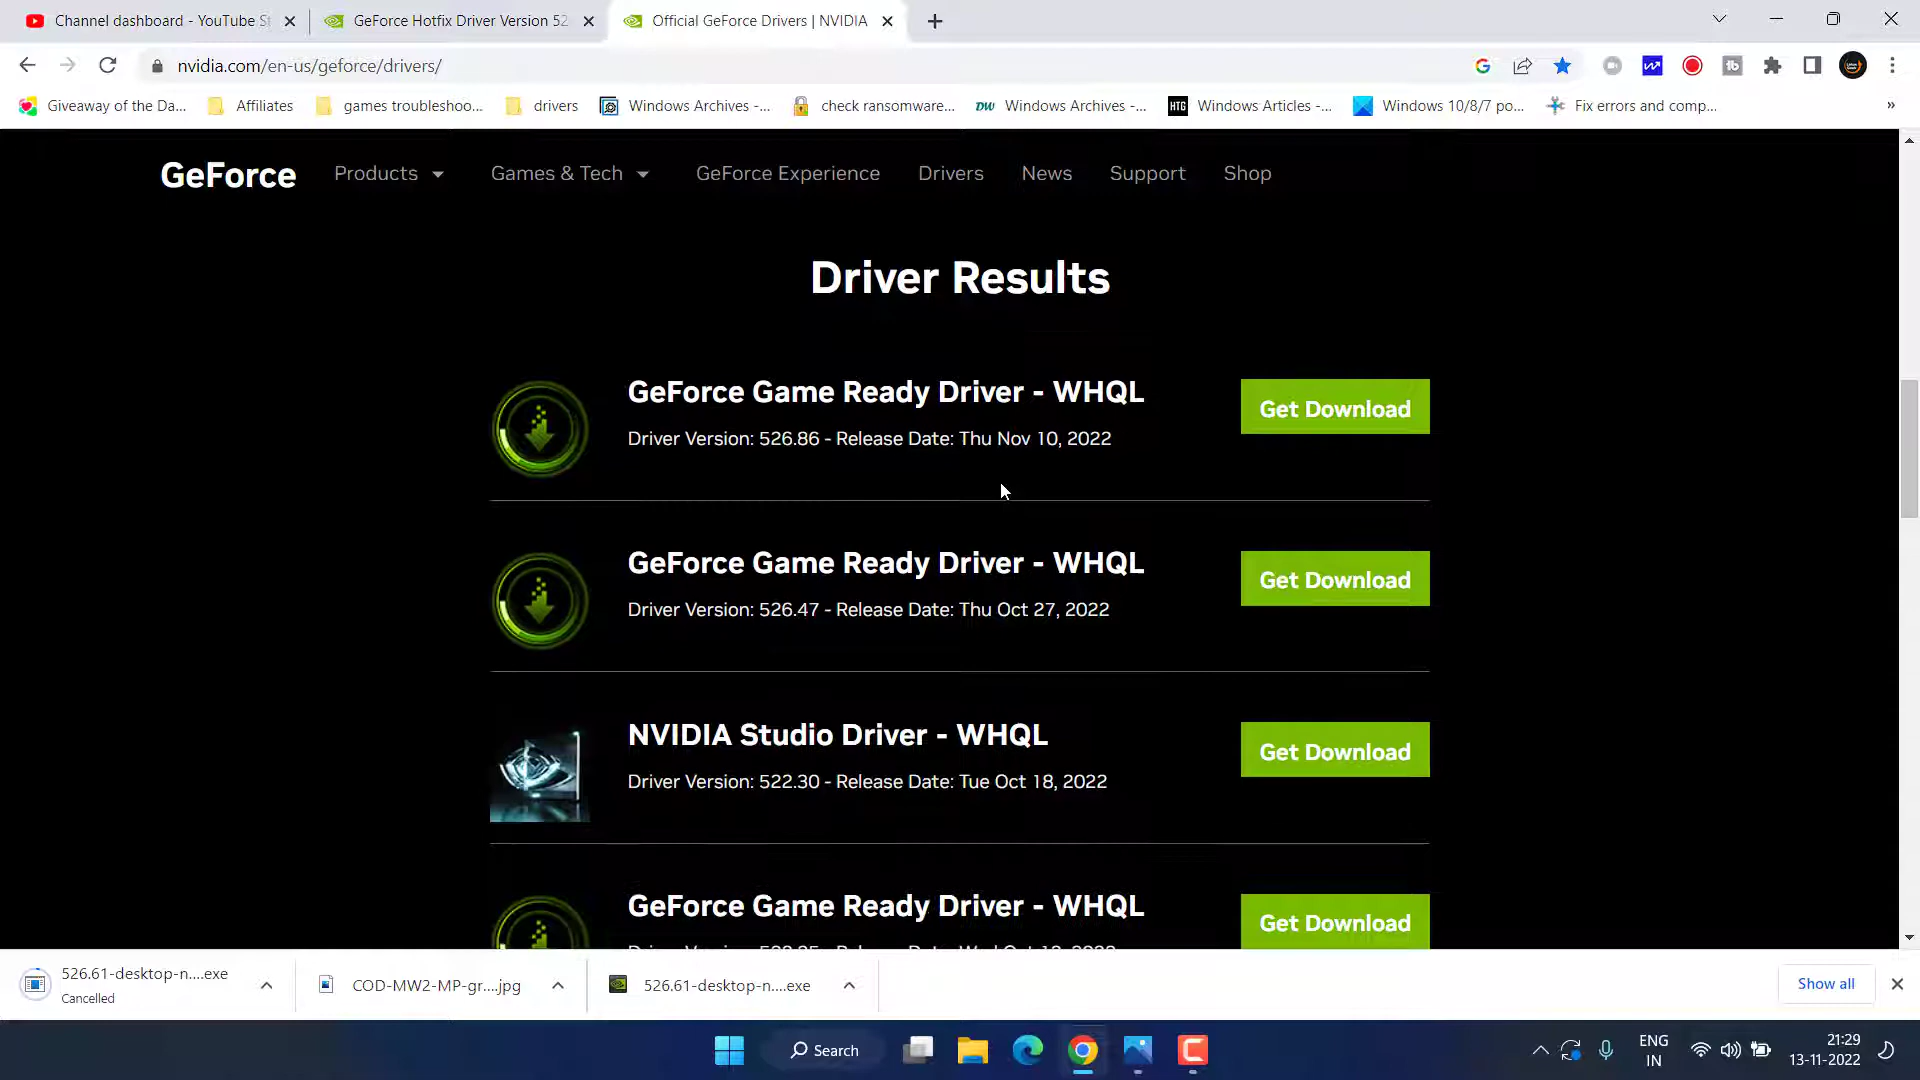 Channel dashboard - YouTube St
GeForce Hotfix Driver Version 52
Official GeForce Drivers | NVIDIA
nvidia.com/en-us/geforce/drivers/
Giveaway of the Da...
Affiliates
games troubleshoo...
drivers
Windows Archives -...
check ransomware...
DW Windows Archives -...
HTG Windows Articles -...
Windows 10/8/7 po...
Fix errors and comp...
»
GeForce
Products
Games & Tech
GeForce Experience
Drivers
News
Support
Shop
Driver Results
GeForce Game Ready Driver - WHQL
Driver Version: 526.86 - Release Date: Thu Nov 10, 2022
Get Download
GeForce Game Ready Driver - WHQL
Driver Version: 526.47 - Release Date: Thu Oct 27, 2022
Get Download
NVIDIA Studio Driver - WHQL
Driver Version: 522.30 - Release Date: Tue Oct 18, 2022
Get Download
GeForce Game Ready Driver - WHQL
Get Download
526.61-desktop-n....exe
Cancelled
COD-MW2-MP-gr....jpg
526.61-desktop-n....exe
Show all
Search
ENG
IN
21:29
13-11-2022